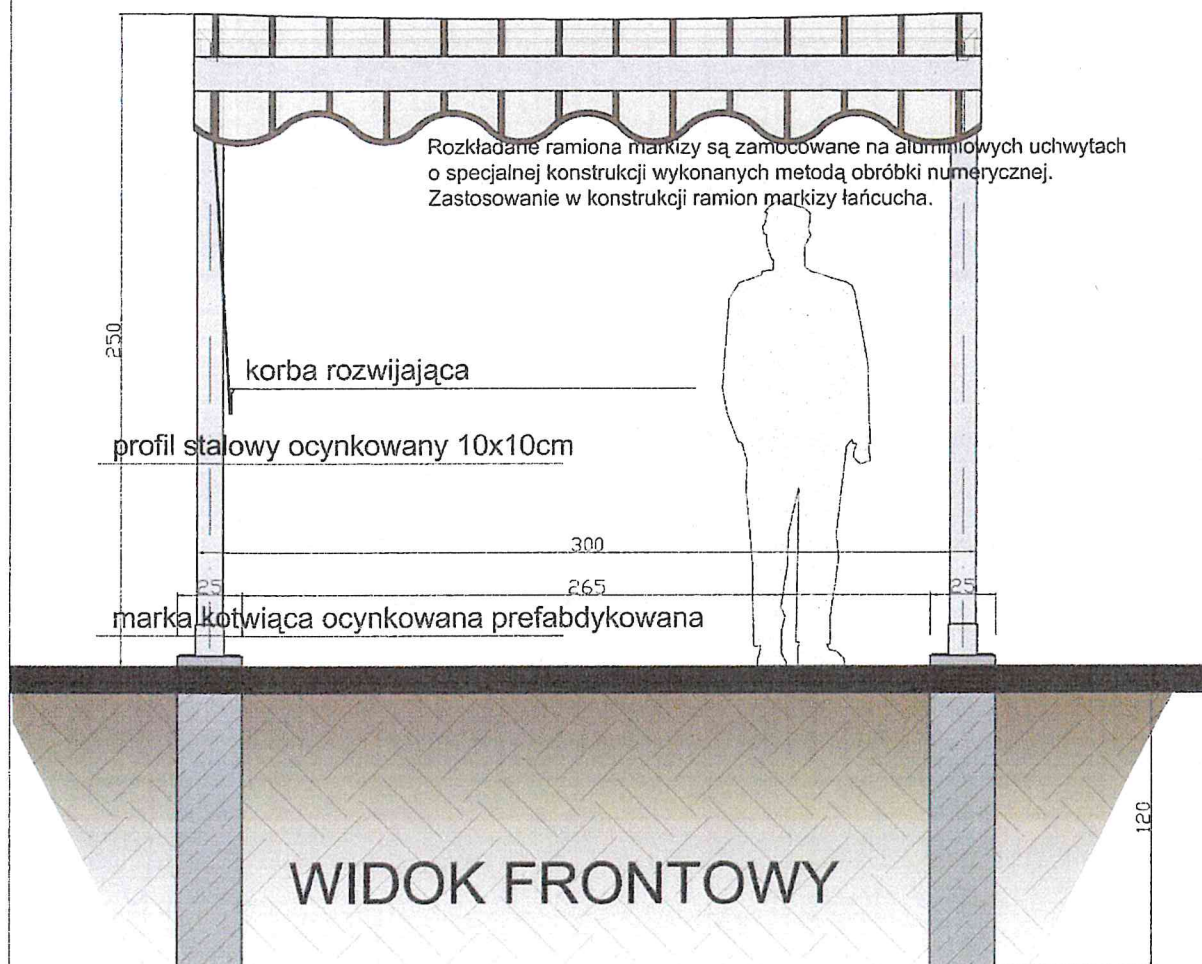 Rozkładane ramiona markizy są zamocowane na aluminiowych uchwytach
o specjalnej konstrukcji wykonanych metodą obróbki numerycznej.
Zastosowanie w konstrukcji ramion markizy łańcucha.
250
korba rozwijająca
profil stalowy ocynkowany 10x10cm
300
25 265 25
marka kotwiąca ocynkowana prefabdykowana
120
WIDOK FRONTOWY